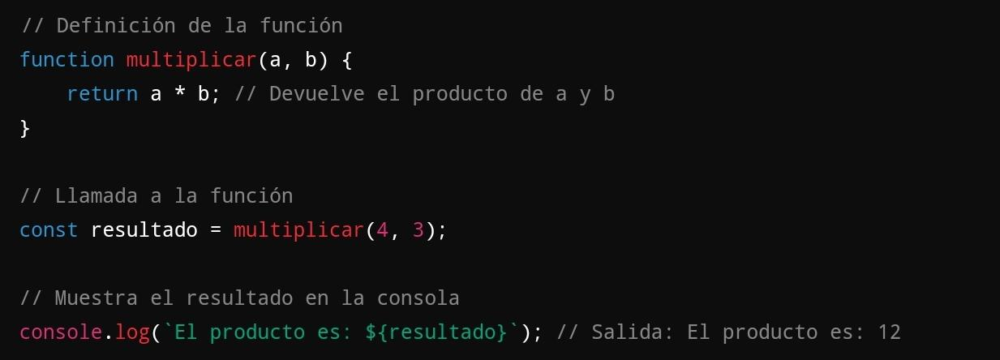 // Definición de la función
function multiplicar(a, b) {
    return a * b; // Devuelve el producto de a y b
}
// Llamada a la función
const resultado = multiplicar(4, 3);
// Muestra el resultado en la consola
console.log(`El producto es: ${resultado}`); // Salida: El producto es: 12